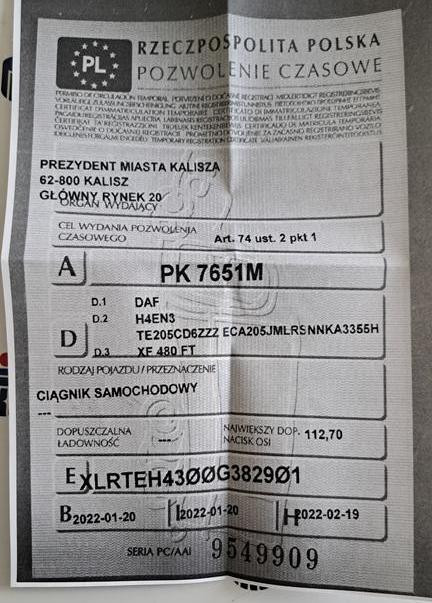 PL
RZECZPOSPOLITA POLSKA
POZWOLENIE CZASOWE
PREZYDENT MIASTA KALISZA
62-800 KALISZ
GŁÓWNY RYNEK 20
ORGAN WYDAJĄCY
CEL WYDANIA POZWOLENIA
CZASOWEGO Art. 74 ust. 2 pkt 1
A PK 7651M
D.1 DAF
D.2 H4EN3
TE205CD6ZZZ ECA205JMLRSNNKA3355H
D
D.3 XF 480 FT
RODZAJ POJAZDU / PRZEZNACZENIE
CIĄGNIK SAMOCHODOWY
---
DOPUSZCZALNA ŁADOWNOŚĆ ---
NAJWIĘKSZY DOP. NACISK OSI 112,70
E XLRTEH4300G382901
B 2022-01-20 I 2022-01-20 H 2022-02-19
SERIA PC/AAI 9549909